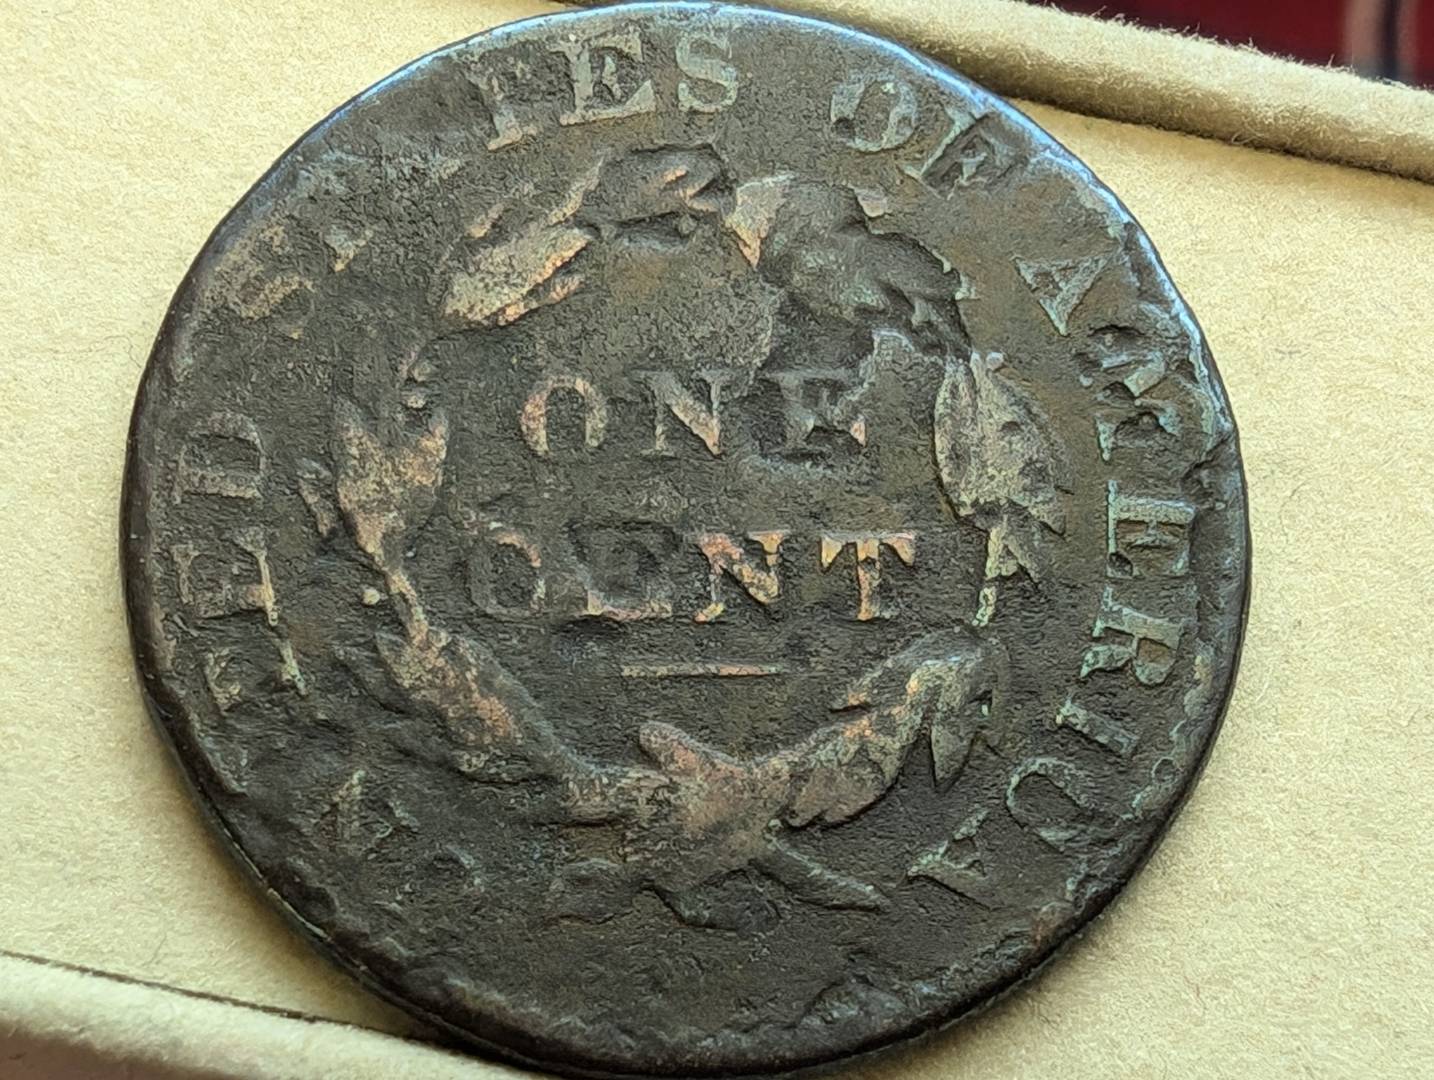 UNITED STATES OF AMERICA
ONE
CENT